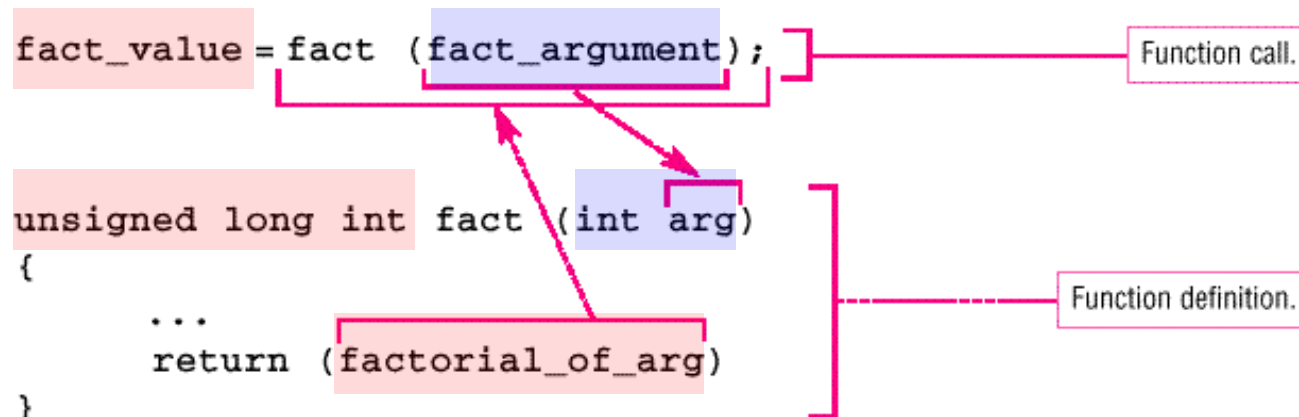 fact_value = fact (fact_argument);
Function call.
unsigned long int fact (int arg)
{
...
return (factorial_of_arg)
}
Function definition.